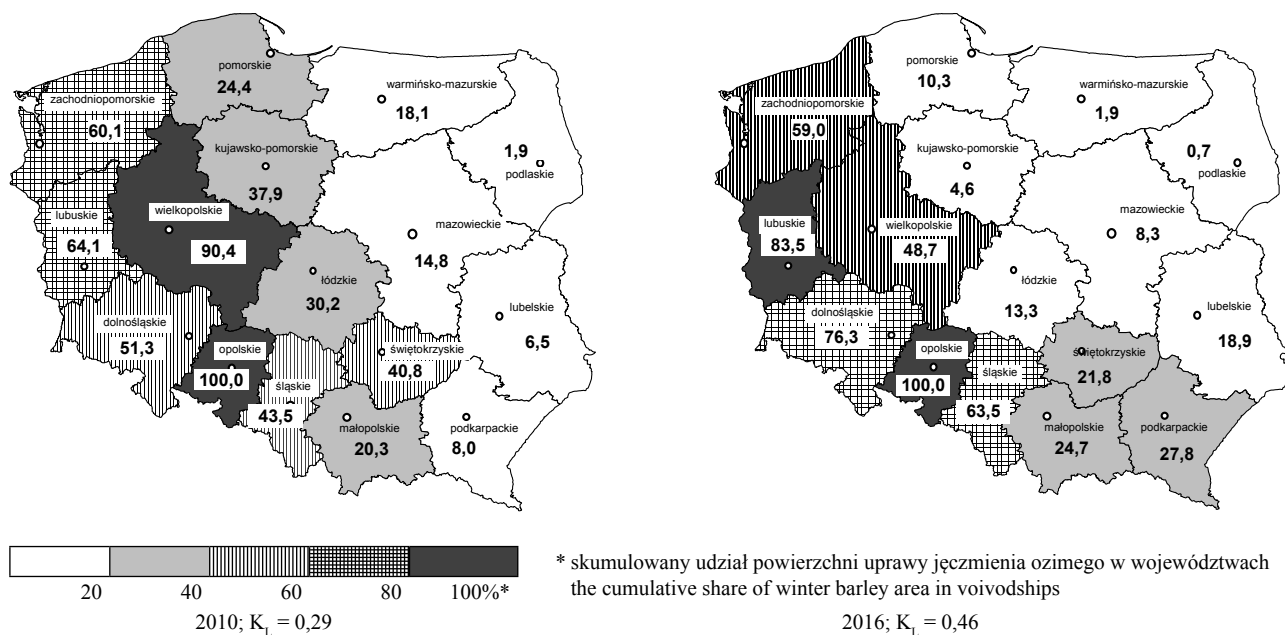 pomorskie
24,4
warmińsko-mazurskie
18,1
zachodniopomorskie
60,1
kujawsko-pomorskie
37,9
1,9
podlaskie
lubuskie
64,1
wielkopolskie
90,4
mazowieckie
14,8
łódzkie
30,2
lubelskie
6,5
dolnośląskie
51,3
opolskie
100,0
śląskie
43,5
świętokrzyskie
40,8
małopolskie
20,3
podkarpackie
8,0
pomorskie
10,3
warmińsko-mazurskie
1,9
zachodniopomorskie
59,0
kujawsko-pomorskie
4,6
0,7
podlaskie
lubuskie
83,5
wielkopolskie
48,7
mazowieckie
8,3
łódzkie
13,3
lubelskie
18,9
dolnośląskie
76,3
opolskie
100,0
śląskie
63,5
świętokrzyskie
21,8
małopolskie
24,7
podkarpackie
27,8
20 40 60 80 100%*
* skumulowany udział powierzchni uprawy jęczmienia ozimego w województwach
the cumulative share of winter barley area in voivodships
2010; K_L = 0,29
2016; K_L = 0,46